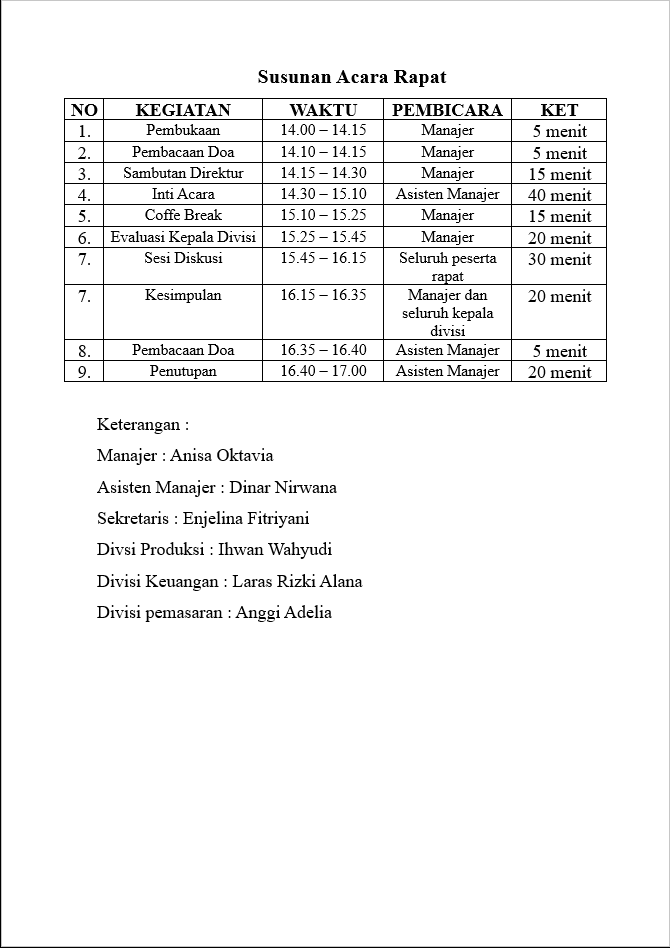 Susunan Acara Rapat
NO KEGIATAN WAKTU PEMBICARA KET
1. Pembukaan 14.00 – 14.15 Manajer 5 menit
2. Pembacaan Doa 14.10 – 14.15 Manajer 5 menit
3. Sambutan Direktur 14.15 – 14.30 Manajer 15 menit
4. Inti Acara 14.30 – 15.10 Asisten Manajer 40 menit
5. Coffe Break 15.10 – 15.25 Manajer 15 menit
6. Evaluasi Kepala Divisi 15.25 – 15.45 Manajer 20 menit
7. Sesi Diskusi 15.45 – 16.15 Seluruh peserta 30 menit
rapat
7. Kesimpulan 16.15 – 16.35 Manajer dan 20 menit
seluruh kepala
divisi
8. Pembacaan Doa 16.35 – 16.40 Asisten Manajer 5 menit
9. Penutupan 16.40 – 17.00 Asisten Manajer 20 menit
Keterangan :
Manajer : Anisa Oktavia
Asisten Manajer : Dinar Nirwana
Sekretaris : Enjelina Fitriyani
Divsi Produksi : Ihwan Wahyudi
Divisi Keuangan : Laras Rizki Alana
Divisi pemasaran : Anggi Adelia